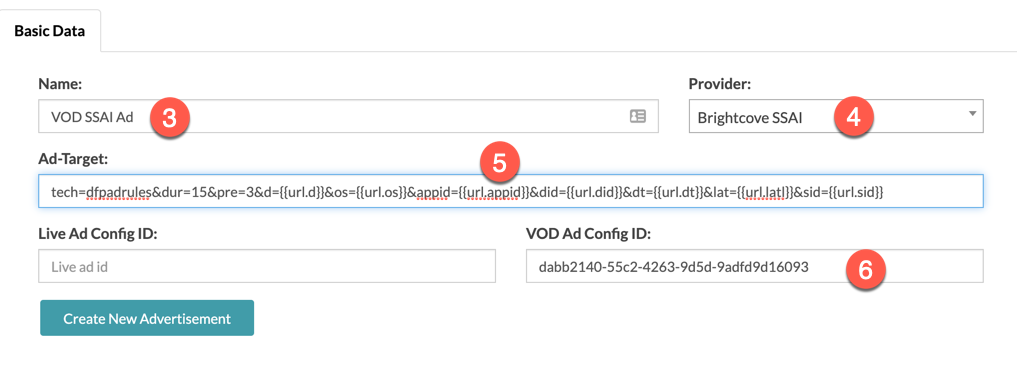 Basic Data
Name:
Provider:
VOD SSAI Ad
3
Brightcove SSAI
4
Ad-Target:
5
tech=dfpadrules&dur=15&pre=3&d={{url.d}}&os={{url.os}}&appid={{url.appid}}&did={{url.did}}&dt={{url.dt}}&lat={{url.latl}}&sid={{url.sid}}
Live Ad Config ID:
VOD Ad Config ID:
Live ad id
dabb2140-55c2-4263-9d5d-9adfd9d16093
6
Create New Advertisement